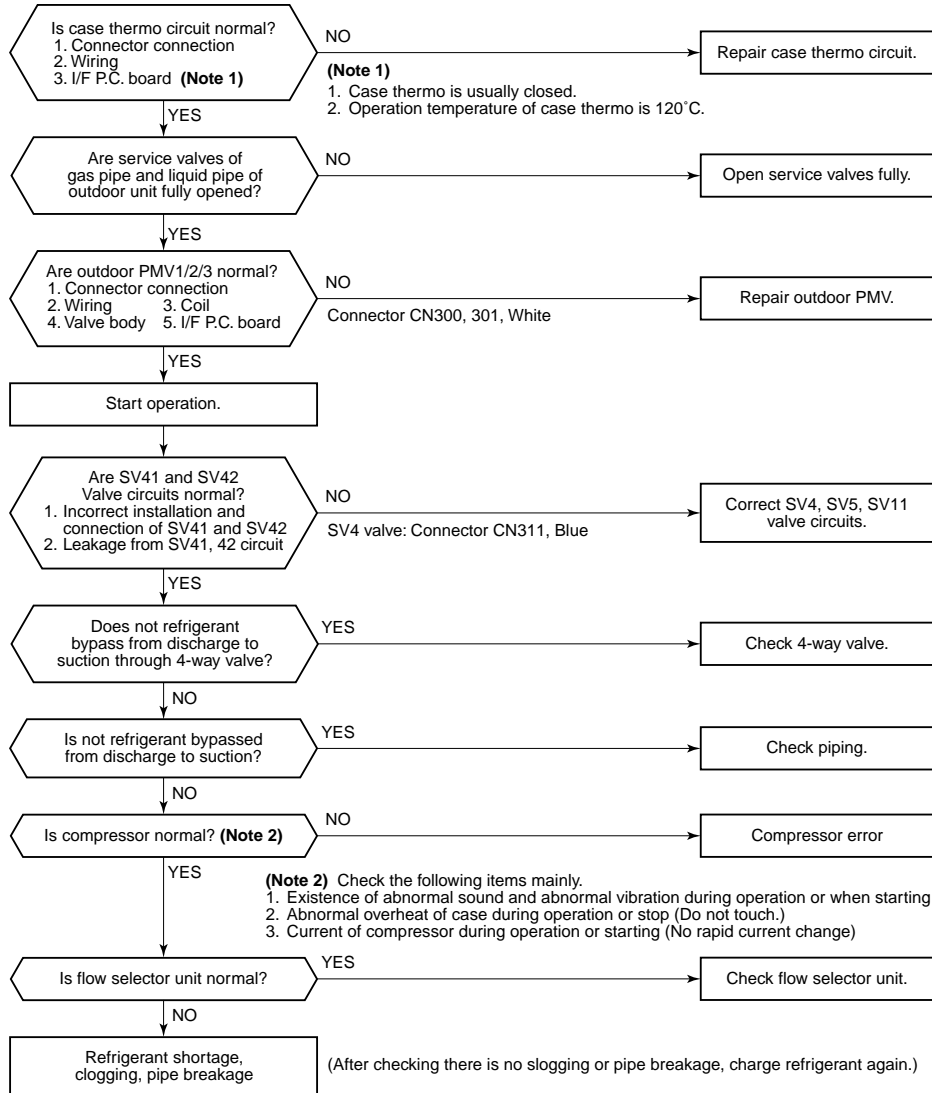 Is case thermo circuit normal?
1. Connector connection
2. Wiring
3. I/F P.C. board (Note 1)
NO
Repair case thermo circuit.
(Note 1)
1. Case thermo is usually closed.
2. Operation temperature of case thermo is 120˚C.
YES
Are service valves of
gas pipe and liquid pipe of
outdoor unit fully opened?
NO
Open service valves fully.
YES
Are outdoor PMV1/2/3 normal?
1. Connector connection
2. Wiring 3. Coil
4. Valve body 5. I/F P.C. board
NO
Connector CN300, 301, White
Repair outdoor PMV.
YES
Start operation.
Are SV41 and SV42
Valve circuits normal?
1. Incorrect installation and
connection of SV41 and SV42
2. Leakage from SV41, 42 circuit
NO
SV4 valve: Connector CN311, Blue
Correct SV4, SV5, SV11
valve circuits.
YES
Does not refrigerant
bypass from discharge to
suction through 4-way valve?
YES
Check 4-way valve.
NO
Is not refrigerant bypassed
from discharge to suction?
YES
Check piping.
NO
Is compressor normal? (Note 2)
NO
Compressor error
YES
(Note 2) Check the following items mainly.
1. Existence of abnormal sound and abnormal vibration during operation or when starting
2. Abnormal overheat of case during operation or stop (Do not touch.)
3. Current of compressor during operation or starting (No rapid current change)
Is flow selector unit normal?
YES
Check flow selector unit.
NO
Refrigerant shortage,
clogging, pipe breakage
(After checking there is no slogging or pipe breakage, charge refrigerant again.)